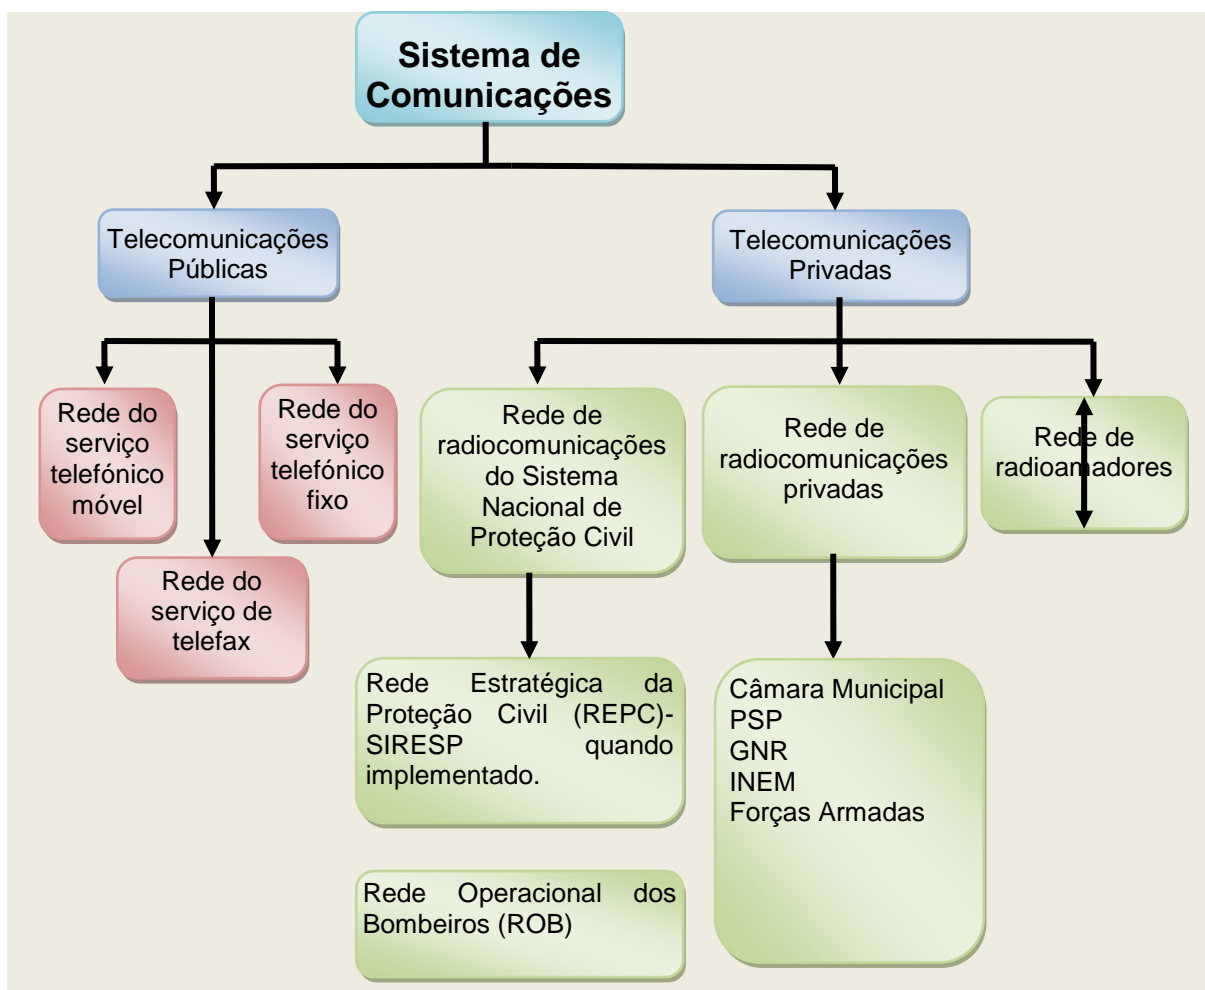 Sistema de
Comunicações
Telecomunicações
Públicas
Telecomunicações
Privadas
Rede do
serviço
telefónico
móvel
Rede do
serviço
telefónico
fixo
Rede do
serviço de
telefax
Rede de
radiocomunicações
do Sistema
Nacional de
Proteção Civil
Rede de
radiocomunicações
privadas
Rede de
radioamadores
Rede Estratégica da
Proteção Civil (REPC)-
SIRESP quando
implementado.
Rede Operacional dos
Bombeiros (ROB)
Câmara Municipal
PSP
GNR
INEM
Forças Armadas